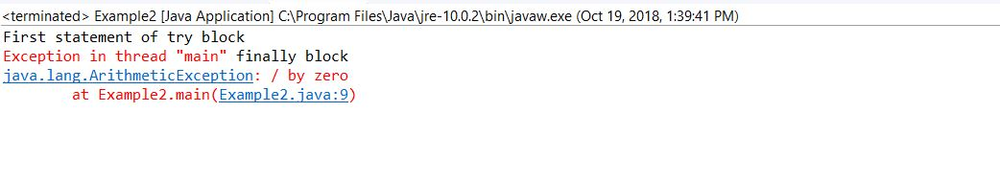 <terminated> Example2 [Java Application] C:\Program Files\Java\jre-10.0.2\bin\javaw.exe (Oct 19, 2018, 1:39:41 PM)
First statement of try block
Exception in thread "main" finally block
java.lang.ArithmeticException: / by zero
	at Example2.main(Example2.java:9)